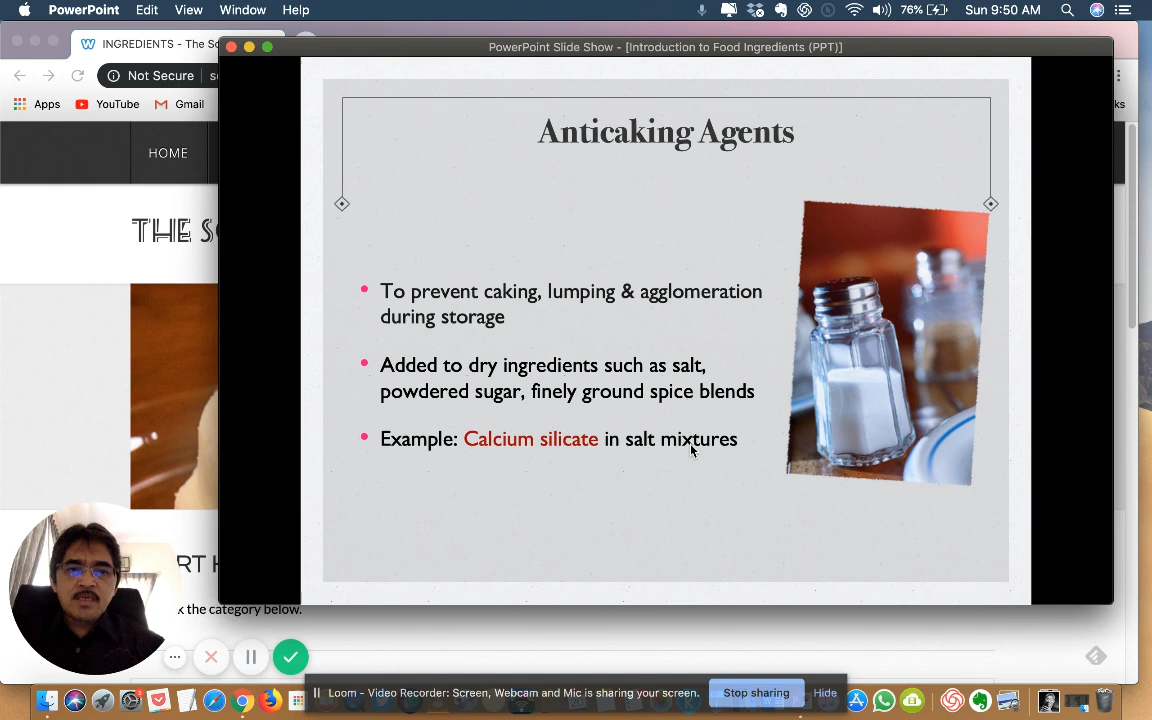 PowerPoint Edit View Window Help
76% Sun 9:50 AM
INGREDIENTS - The Sc
PowerPoint Slide Show - [Introduction to Food Ingredients (PPT)]
Not Secure
Apps YouTube Gmail
HOME
THE
Anticaking Agents
• To prevent caking, lumping & agglomeration
during storage
• Added to dry ingredients such as salt,
powdered sugar, finely ground spice blends
• Example: Calcium silicate in salt mixtures
the category below.
Loom - Video Recorder: Screen, Webcam and Mic is sharing your screen. Stop sharing Hide